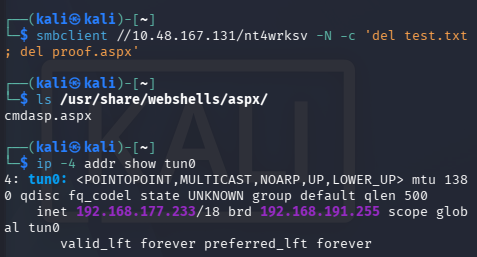 ┌──(kali㉿kali)-[~]
└─$ smbclient //10.48.167.131/nt4wrksv -N -c 'del test.txt
; del proof.aspx'
┌──(kali㉿kali)-[~]
└─$ ls /usr/share/webshells/aspx/
cmdasp.aspx
┌──(kali㉿kali)-[~]
└─$ ip -4 addr show tun0
4: tun0: <POINTOPOINT,MULTICAST,NOARP,UP,LOWER_UP> mtu 138
0 qdisc fq_codel state UNKNOWN group default qlen 500
    inet 192.168.177.233/18 brd 192.168.191.255 scope glob
al tun0
       valid_lft forever preferred_lft forever
KALI